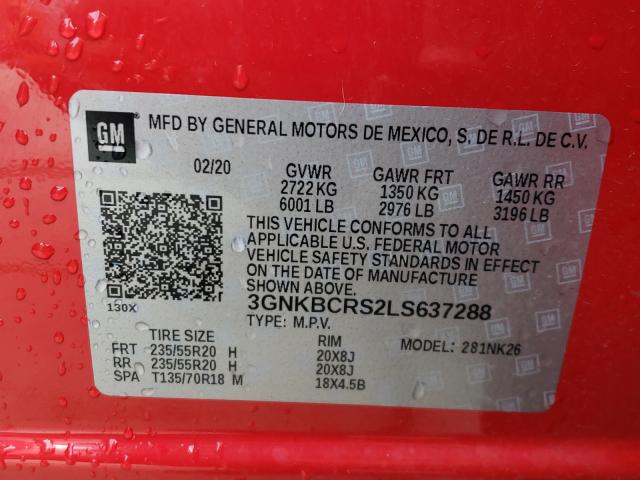 GM
MFD BY GENERAL MOTORS DE MEXICO, S. DE R.L. DE C.V.
02/20 GVWR GAWR FRT GAWR RR
2722 KG 1350 KG 1450 KG
6001 LB 2976 LB 3196 LB
THIS VEHICLE CONFORMS TO ALL
APPLICABLE U.S. FEDERAL MOTOR
VEHICLE SAFETY STANDARDS IN EFFECT
ON THE DATE OF MANUFACTURE.
3GNKBCRS2LS637288
130X
TYPE: M.P.V.
TIRE SIZE RIM MODEL: 281NK26
FRT 235/55R20 H 20X8J
RR 235/55R20 H 20X8J
SPA T135/70R18 M 18X4.5B